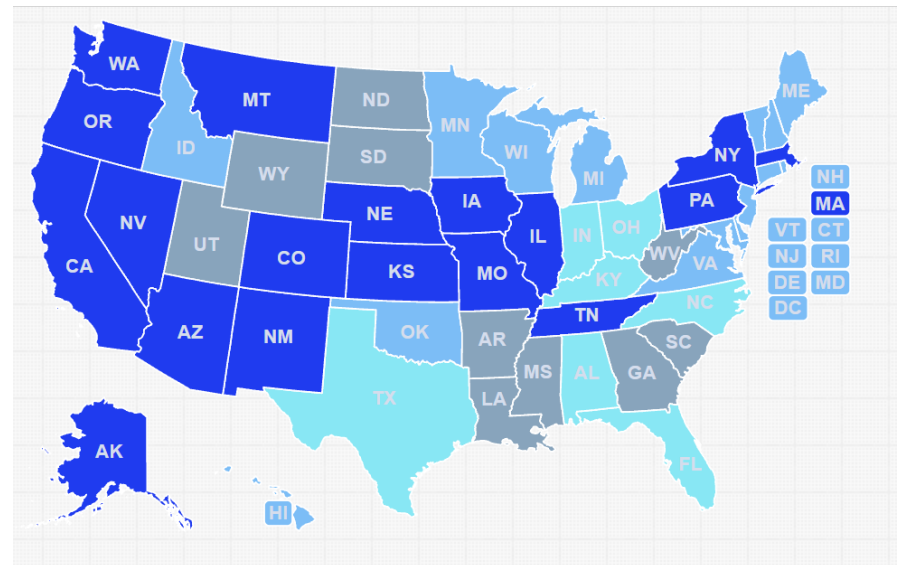 WA
MT
ND
MN
ME
OR
ID
SD
WI
MI
NY
NH
WY
NE
IA
PA
MA
NV
UT
CO
IL
IN
OH
WV
VA
VT
CT
CA
KS
MO
KY
NJ
RI
AZ
NM
OK
TN
NC
DE
MD
AR
SC
DC
TX
LA
MS
AL
GA
AK
FL
HI